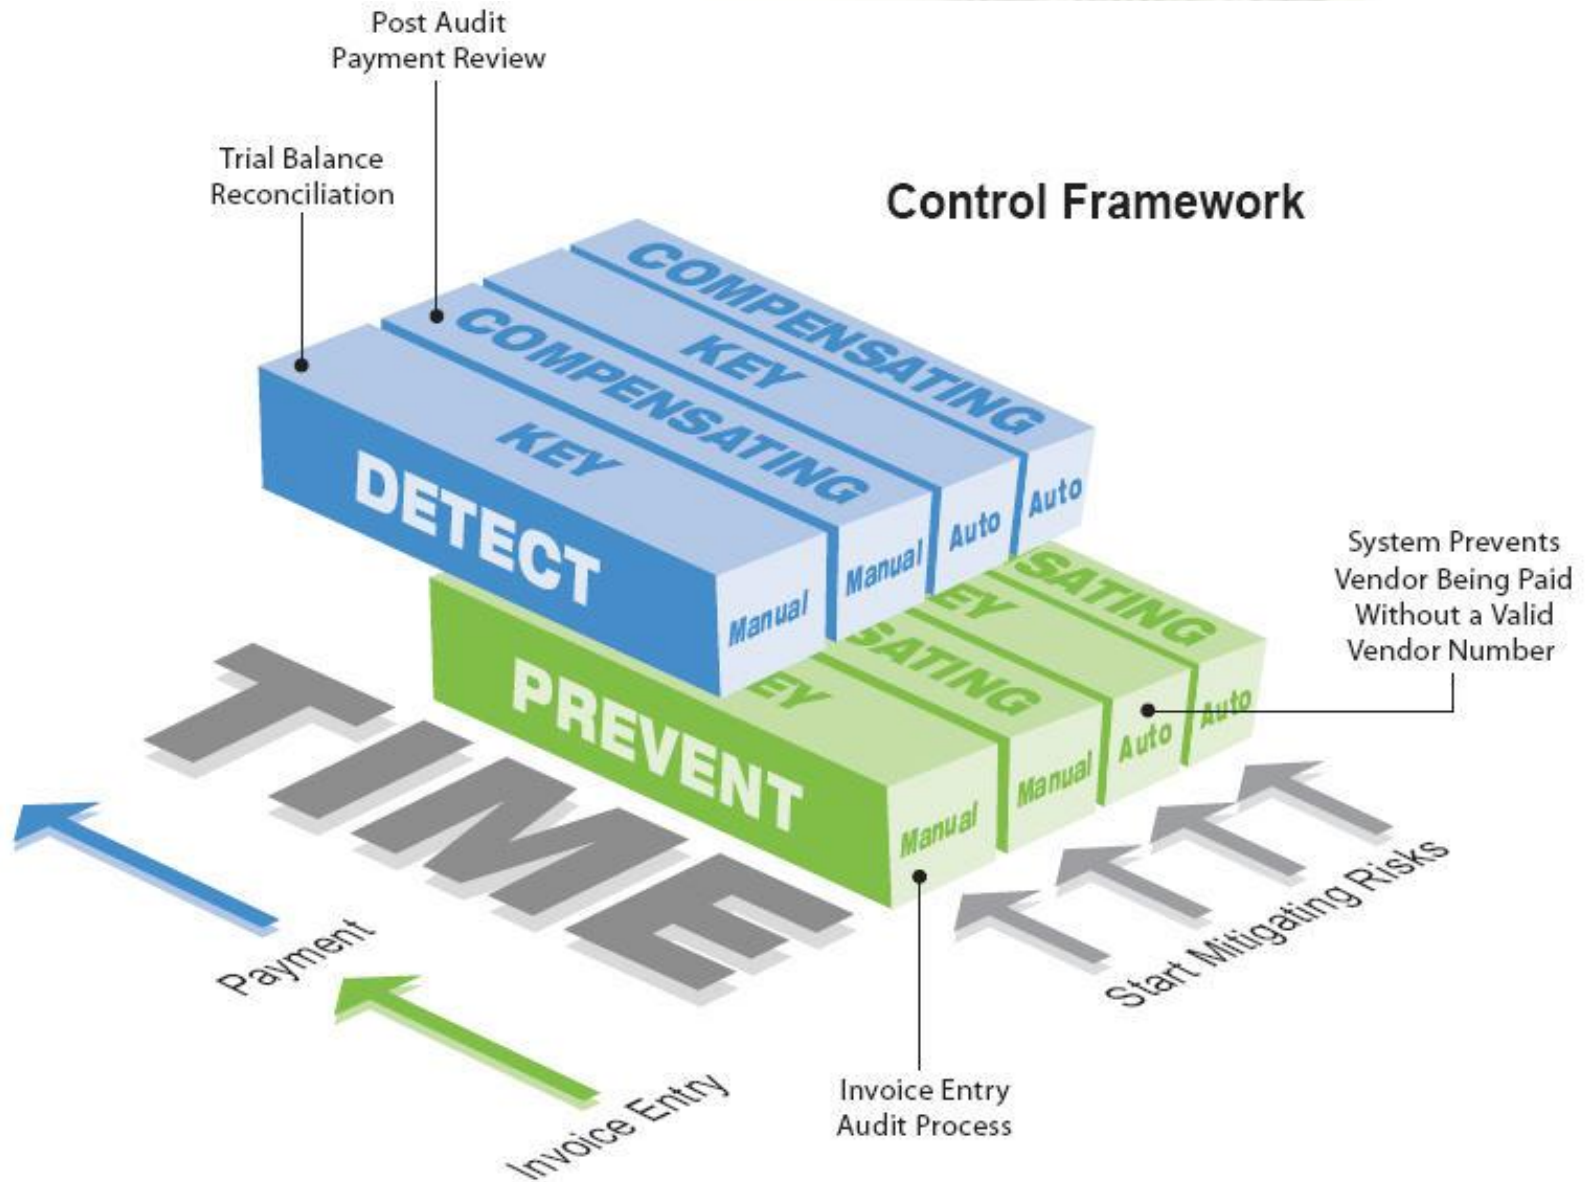 Post Audit
Payment Review
Trial Balance
Reconciliation
Control Framework
COMPENSATING
KEY
COMPENSATING
KEY
DETECT
Manual
Manual
Auto
Auto
SATING
EY
SATING
EY
PREVENT
Manual
Manual
Auto
Auto
System Prevents
Vendor Being Paid
Without a Valid
Vendor Number
TIME
Payment
Invoice Entry
Start Mitigating Risks
Invoice Entry
Audit Process